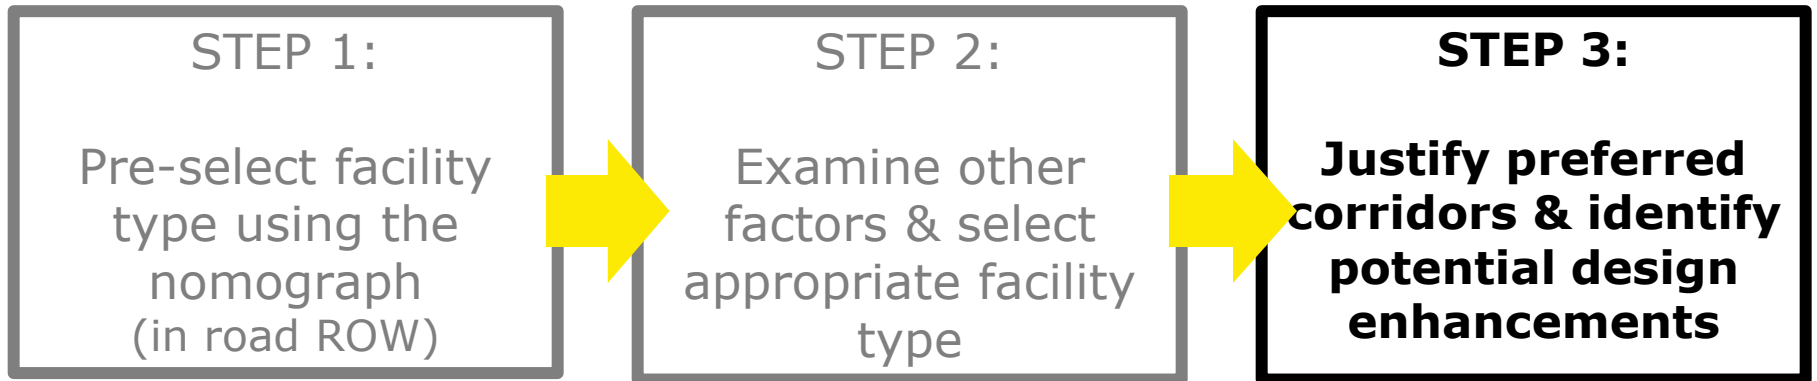 STEP 1:
Pre-select facility
type using the
nomograph
(in road ROW)
STEP 2:
Examine other
factors & select
appropriate facility
type
STEP 3:
Justify preferred
corridors & identify
potential design
enhancements